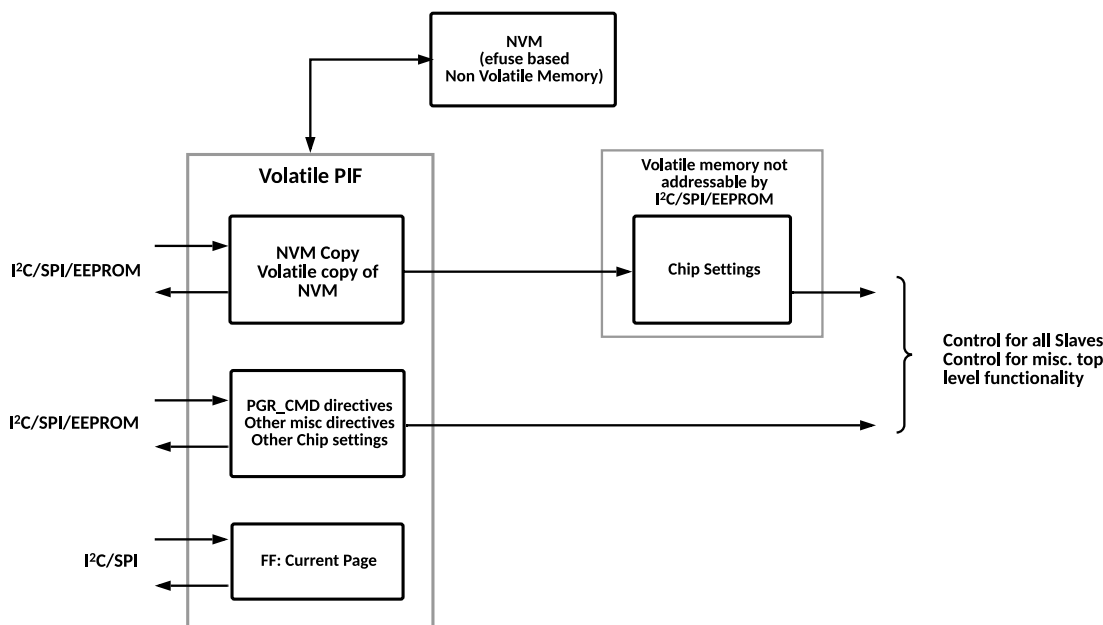 NVM
(efuse based
Non Volatile Memory)
Volatile PIF
Volatile memory not
addressable by
I²C/SPI/EEPROM
I²C/SPI/EEPROM
NVM Copy
Volatile copy of
NVM
Chip Settings
Control for all Slaves
Control for misc. top
level functionality
I²C/SPI/EEPROM
PGR_CMD directives
Other misc directives
Other Chip settings
I²C/SPI
FF: Current Page